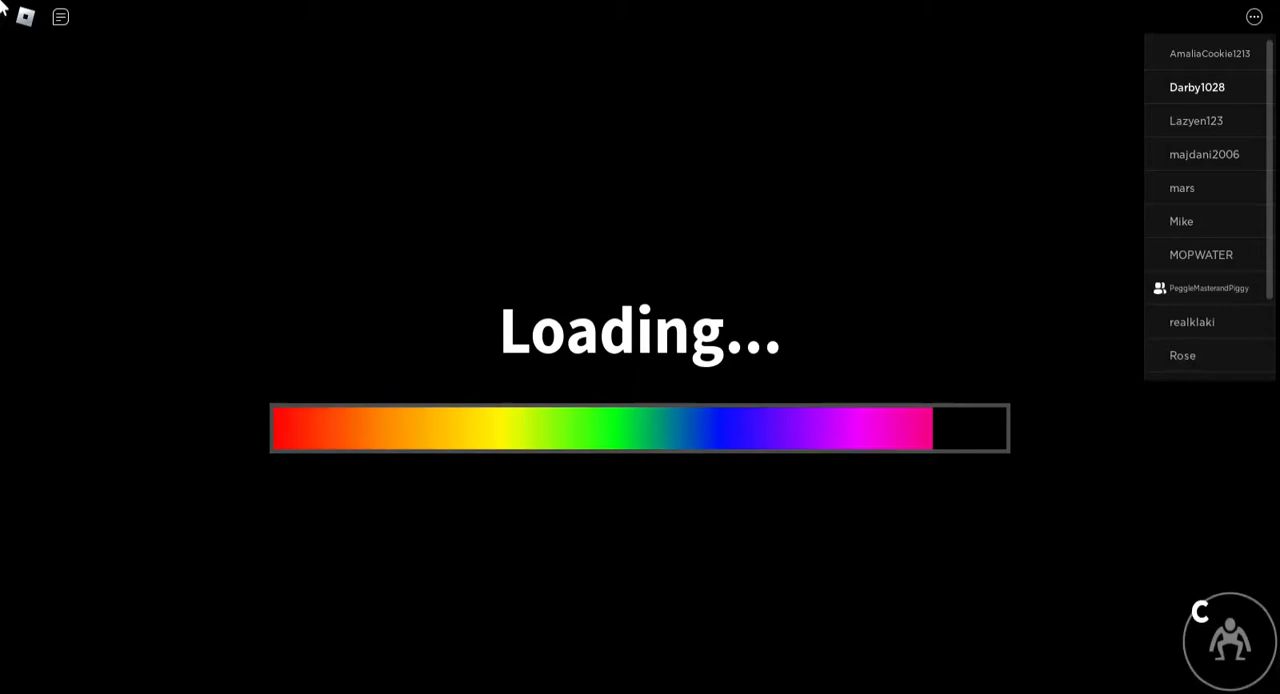 AmaliaCookie1213
Darby1028
Lazyen123
majdani2006
mars
Mike
MOPWATER
PeggleMasterandPiggy
realklaki
Rose
Loading...
C